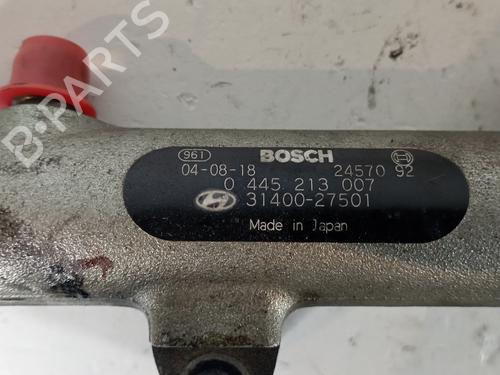 B-PARTS
961 BOSCH
04-08-18 24570 92
0 445 213 007
31400-27501
Made in Japan